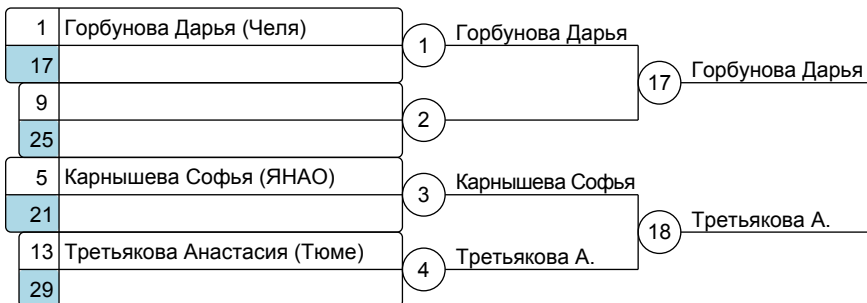 1 Горбунова Дарья (Челя)
17
1
Горбунова Дарья
9
25
2
17
Горбунова Дарья
5 Карнышева Софья (ЯНАО)
21
3
Карнышева Софья
13 Третьякова Анастасия (Тюме)
29
4
Третьякова А.
18
Третьякова А.